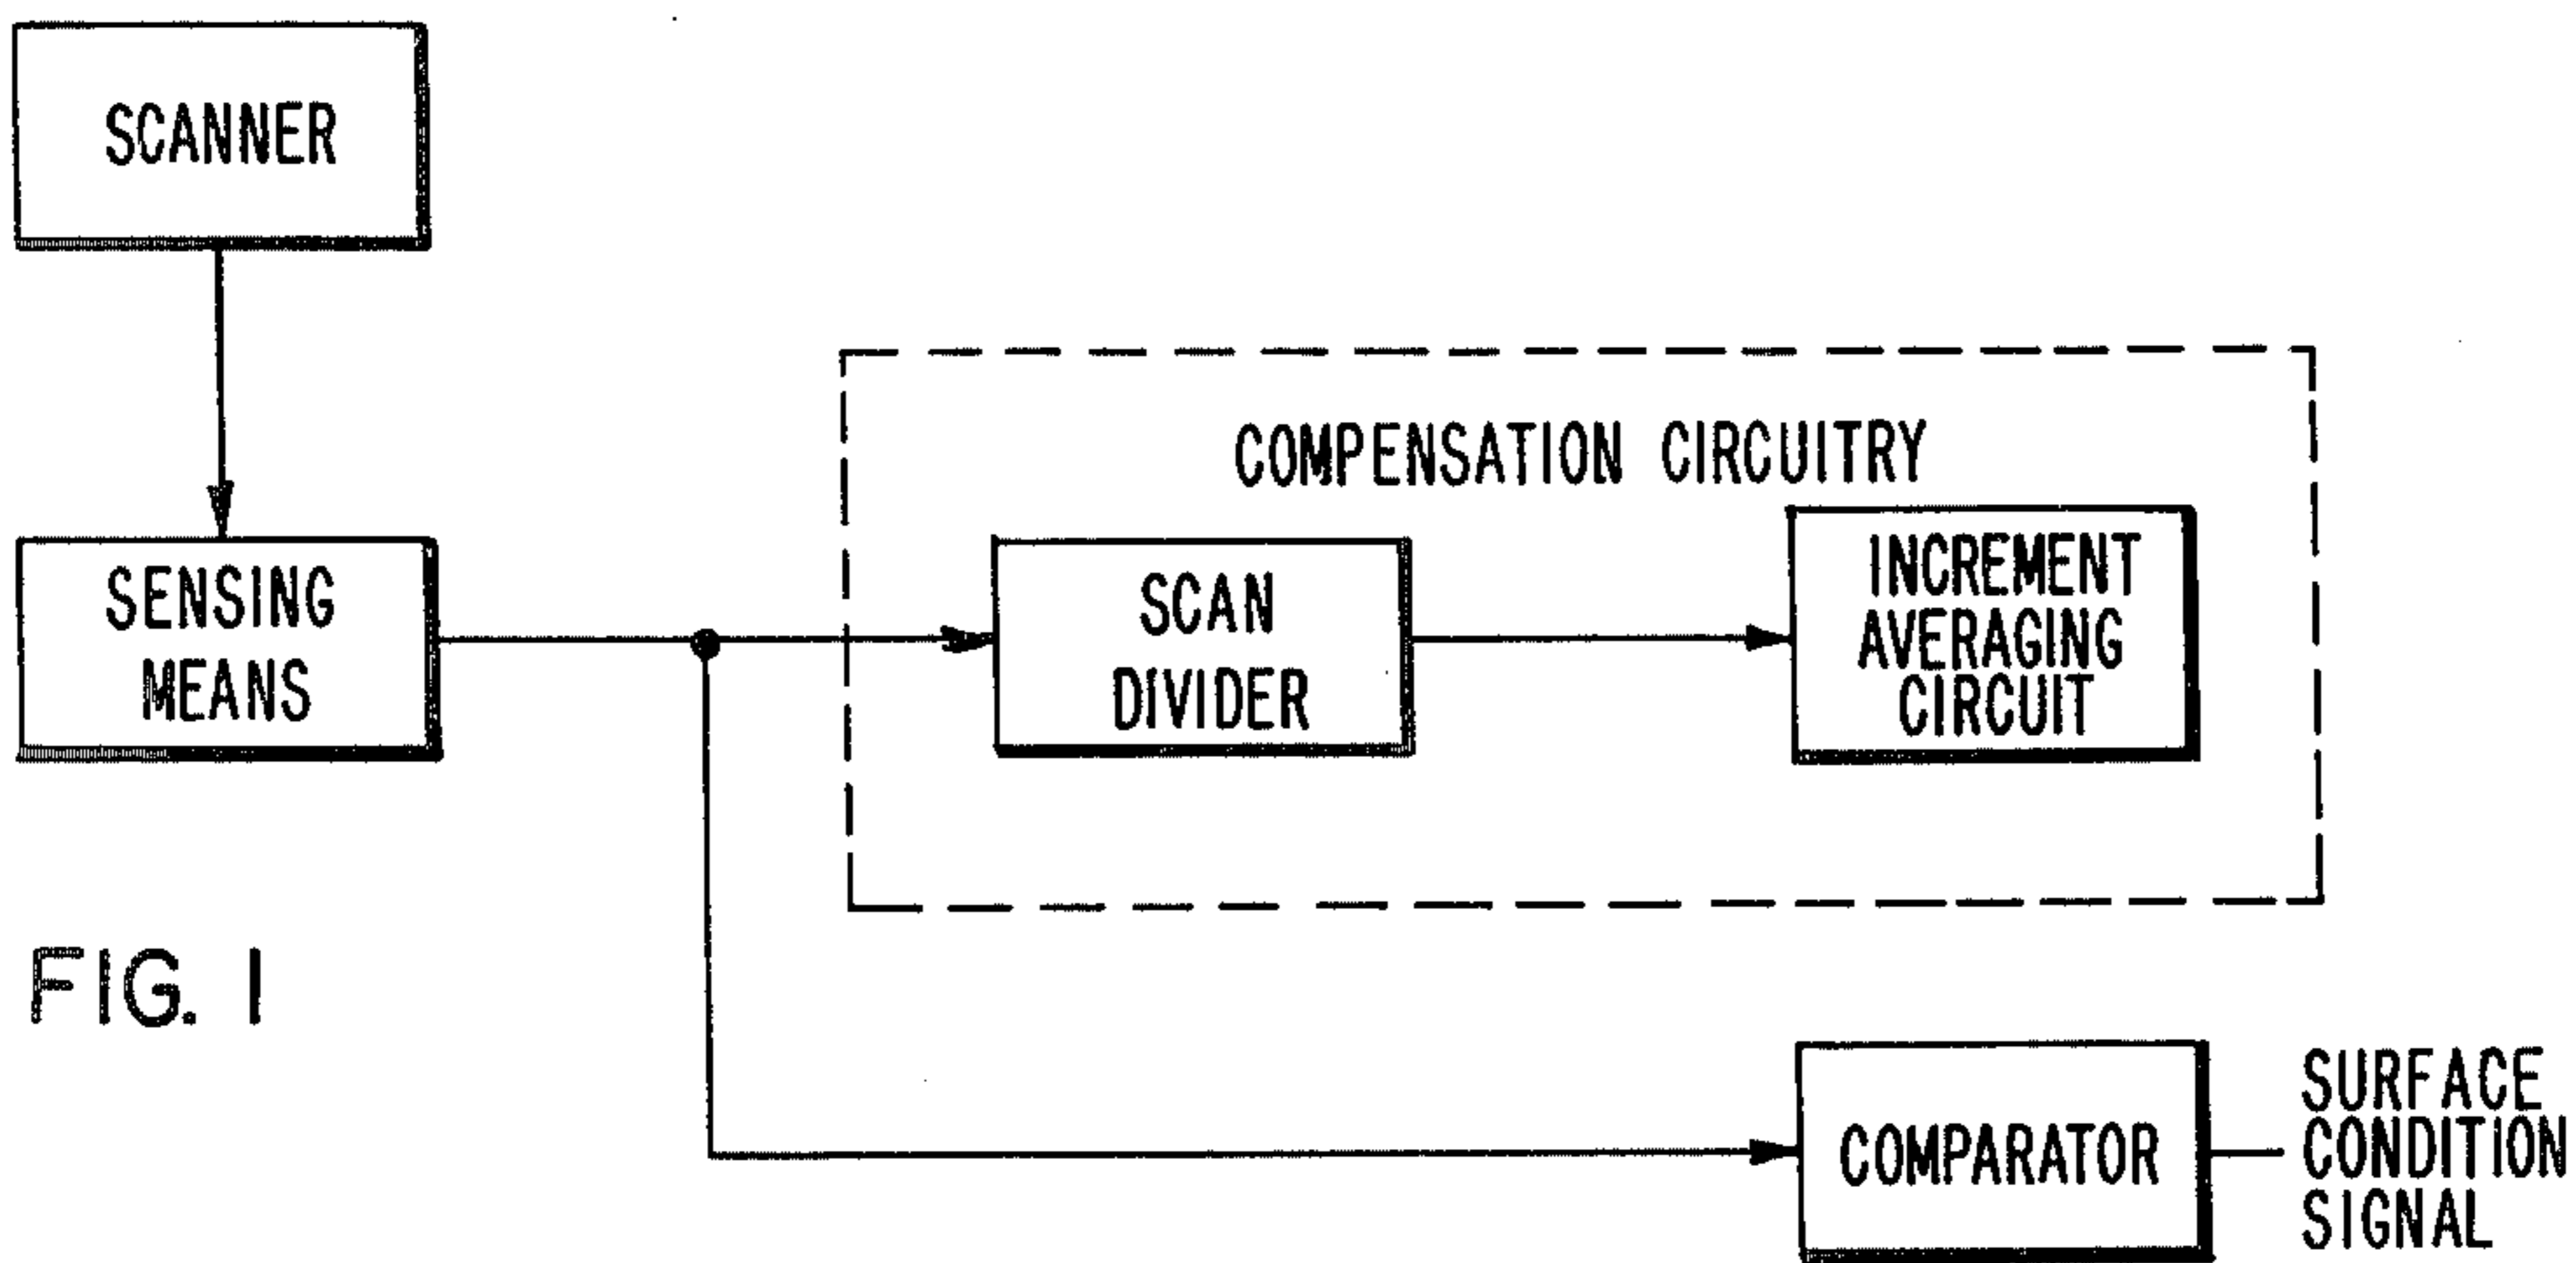 SCANNER
SENSING
MEANS
COMPENSATION CIRCUITRY
SCAN
DIVIDER
INCREMENT
AVERAGING
CIRCUIT
FIG. 1
COMPARATOR
SURFACE
CONDITION
SIGNAL